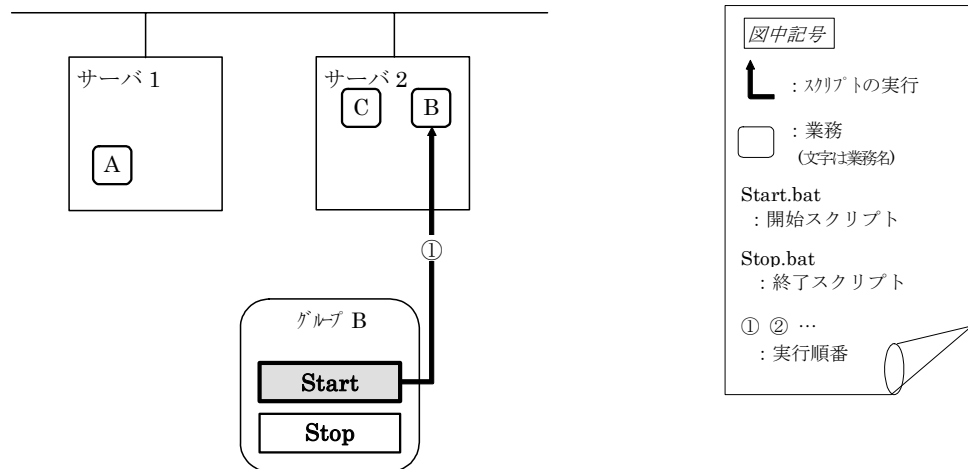 サーバ 1
A
サーバ 2
C
B
①
グループ B
Start
Stop
図中記号
：スクリプトの実行
：業務
(文字は業務名)
Start.bat
：開始スクリプト
Stop.bat
：終了スクリプト
① ② …
：実行順番